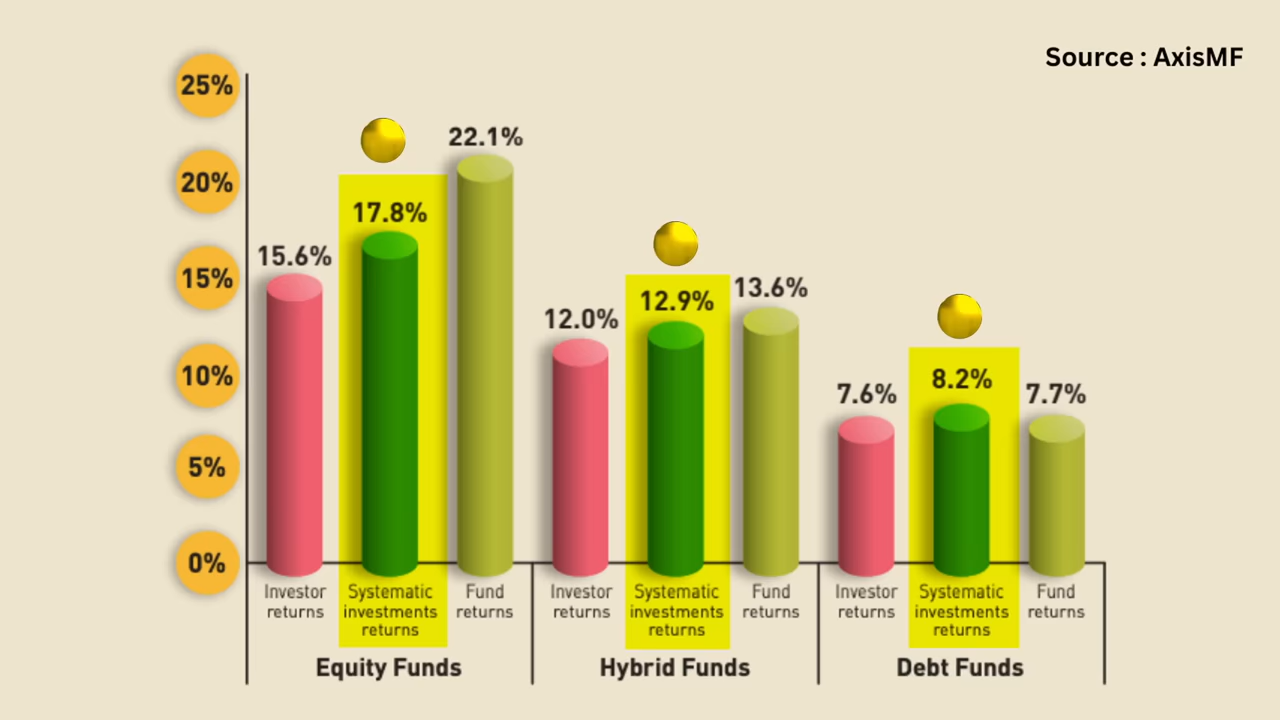 Source : AxisMF
25%
20%
15%
10%
5%
0%
15.6%
17.8%
22.1%
12.0%
12.9%
13.6%
7.6%
8.2%
7.7%
Investor
returns
Systematic
investments
returns
Fund
returns
Investor
returns
Systematic
investments
returns
Fund
returns
Investor
returns
Systematic
investments
returns
Fund
returns
Equity Funds
Hybrid Funds
Debt Funds